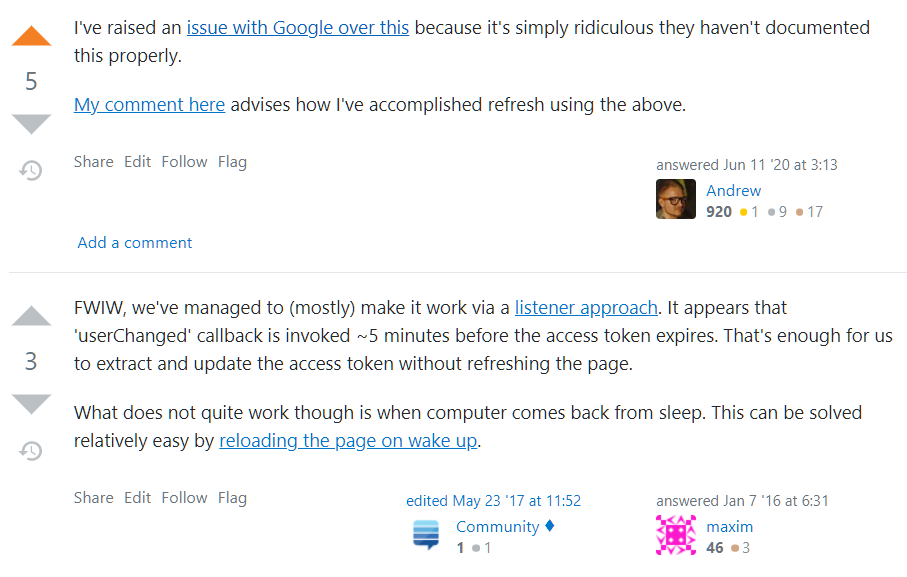 I've raised an issue with Google over this because it's simply ridiculous they haven't documented
this properly.
5
My comment here advises how I've accomplished refresh using the above.
Share Edit Follow Flag
answered Jun 11 '20 at 3:13
Andrew
920 1 9 17
Add a comment
FWIW, we've managed to (mostly) make it work via a listener approach. It appears that
'userChanged' callback is invoked ~5 minutes before the access token expires. That's enough for us
3
to extract and update the access token without refreshing the page.
What does not quite work though is when computer comes back from sleep. This can be solved
relatively easy by reloading the page on wake up.
Share Edit Follow Flag
edited May 23 '17 at 11:52
Community
1 1
answered Jan 7 '16 at 6:31
maxim
46 3